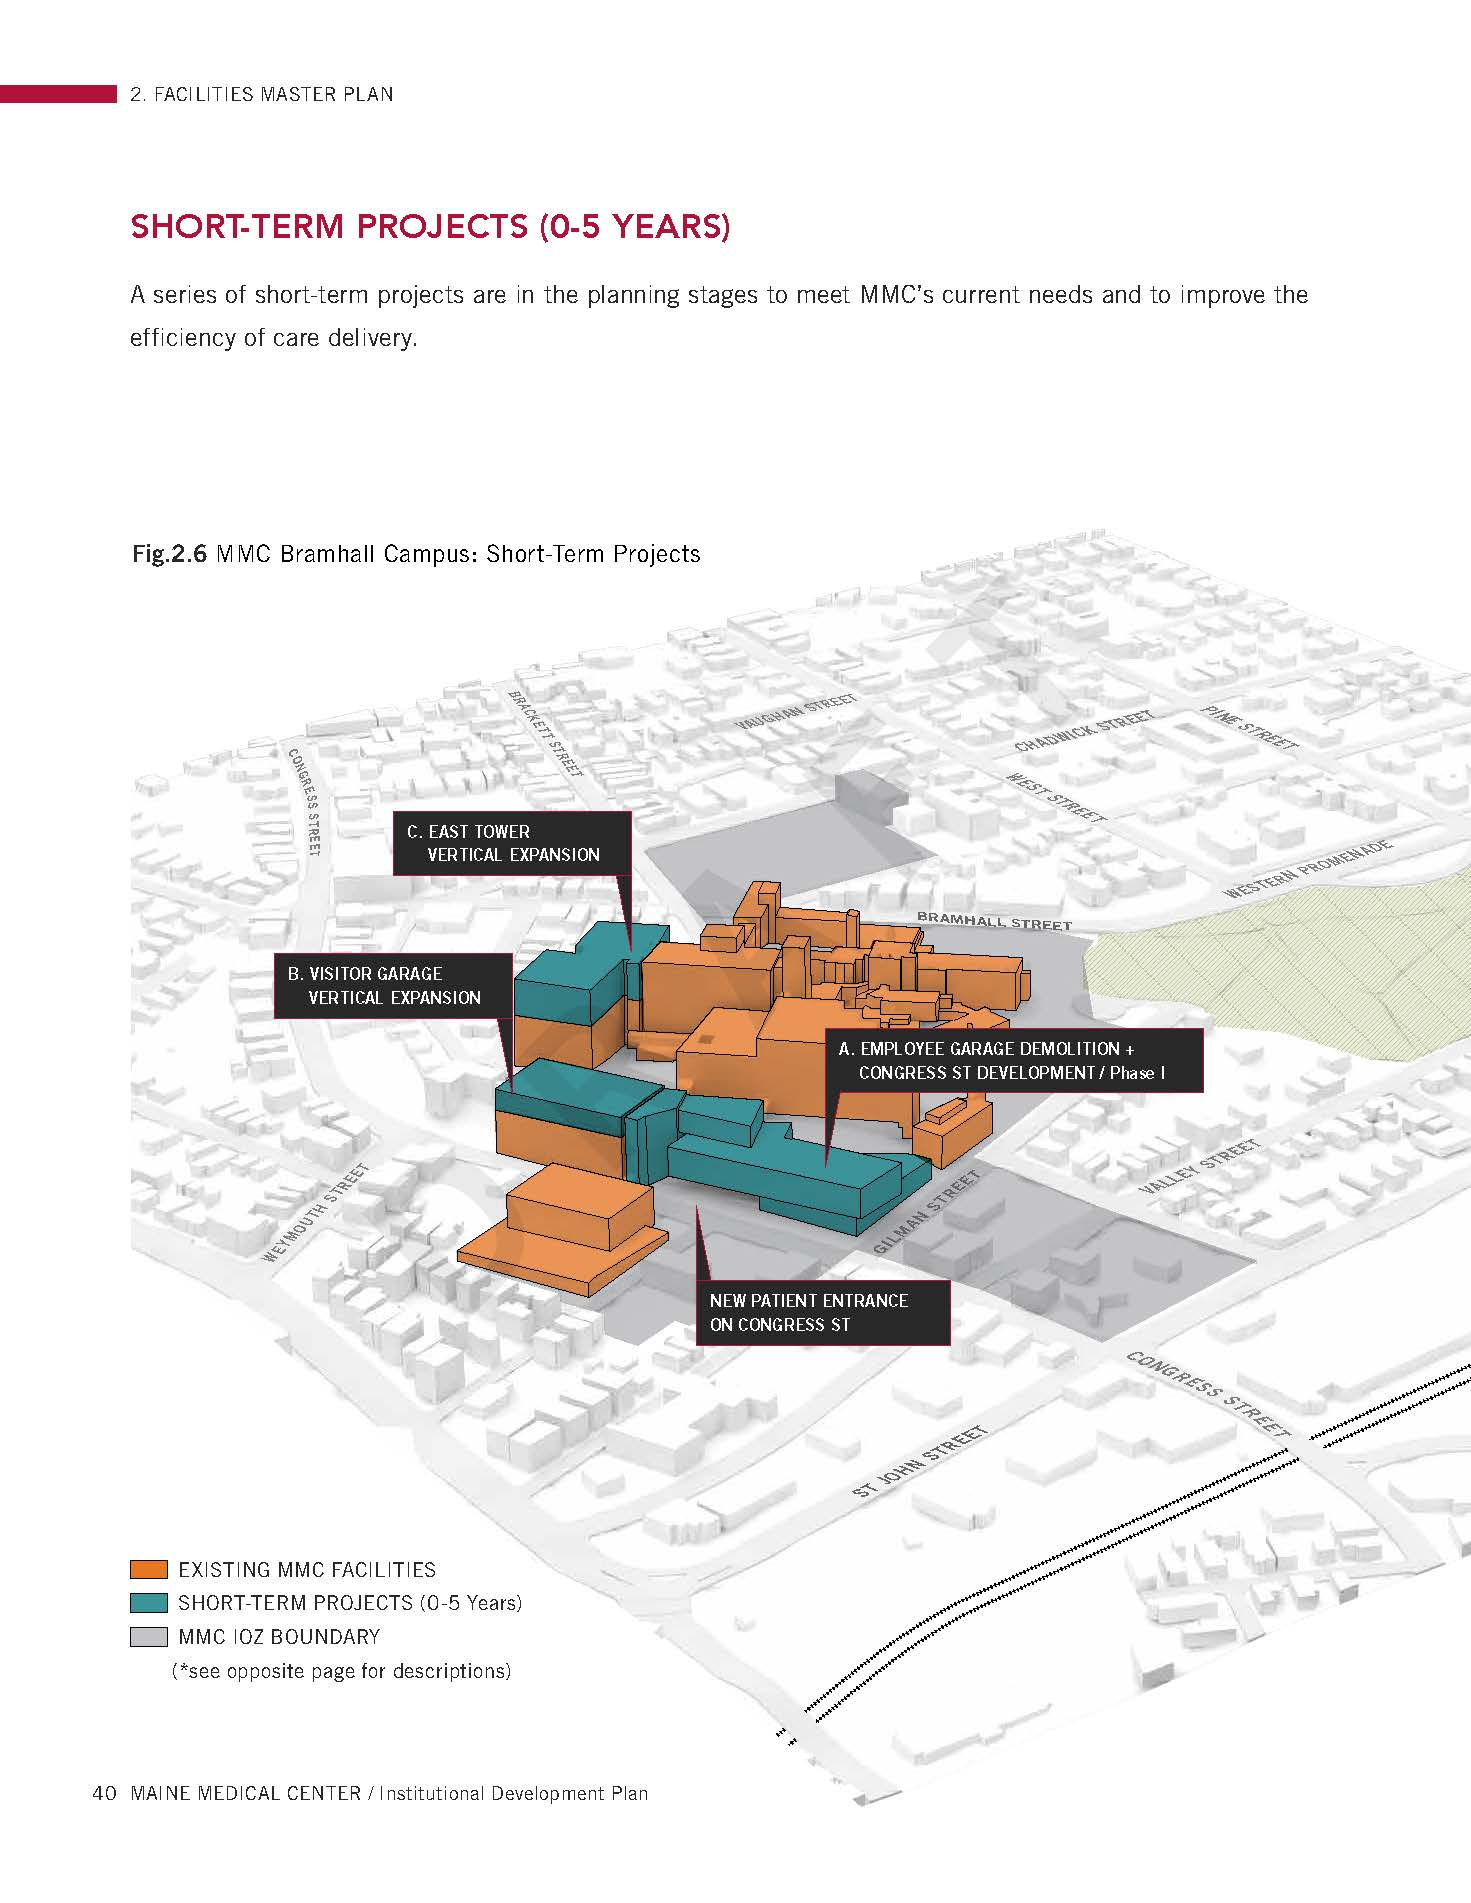 2. FACILITIES MASTER PLAN
SHORT-TERM PROJECTS (0-5 YEARS)
A series of short-term projects are in the planning stages to meet MMC's current needs and to improve the
efficiency of care delivery.
Fig.2.6 MMC Bramhall Campus: Short-Term Projects
BRACKETT STREET
VAUGHAN STREET
CHADWICK STREET
PINE STREET
CONGRESS STREET
WEST STREET
C. EAST TOWER
VERTICAL EXPANSION
WESTERN PROMENADE
BRAMHALL STREET
B. VISITOR GARAGE
VERTICAL EXPANSION
A. EMPLOYEE GARAGE DEMOLITION +
CONGRESS ST DEVELOPMENT / Phase I
WEYMOUTH STREET
VALLEY STREET
GILMAN STREET
NEW PATIENT ENTRANCE
ON CONGRESS ST
CONGRESS STREET
ST JOHN STREET
EXISTING MMC FACILITIES
SHORT-TERM PROJECTS (0-5 Years)
MMC IOZ BOUNDARY
(*see opposite page for descriptions)
40 MAINE MEDICAL CENTER / Institutional Development Plan